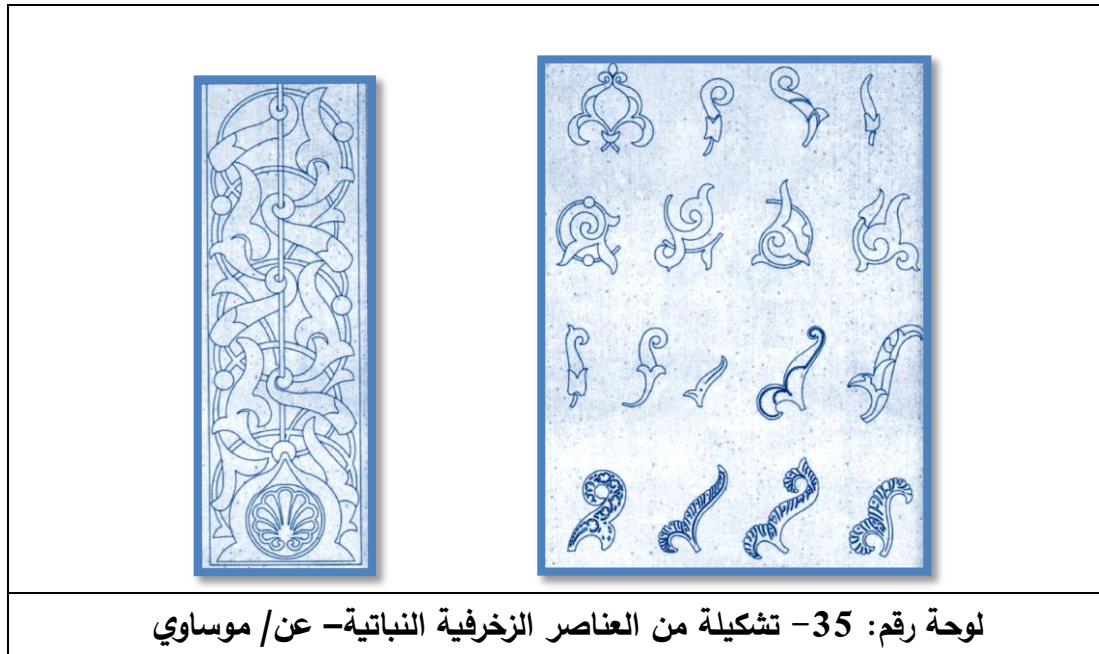 لوحة رقم: 35- تشكيلة من العناصر الزخرفية النباتية– عن/ موساوي